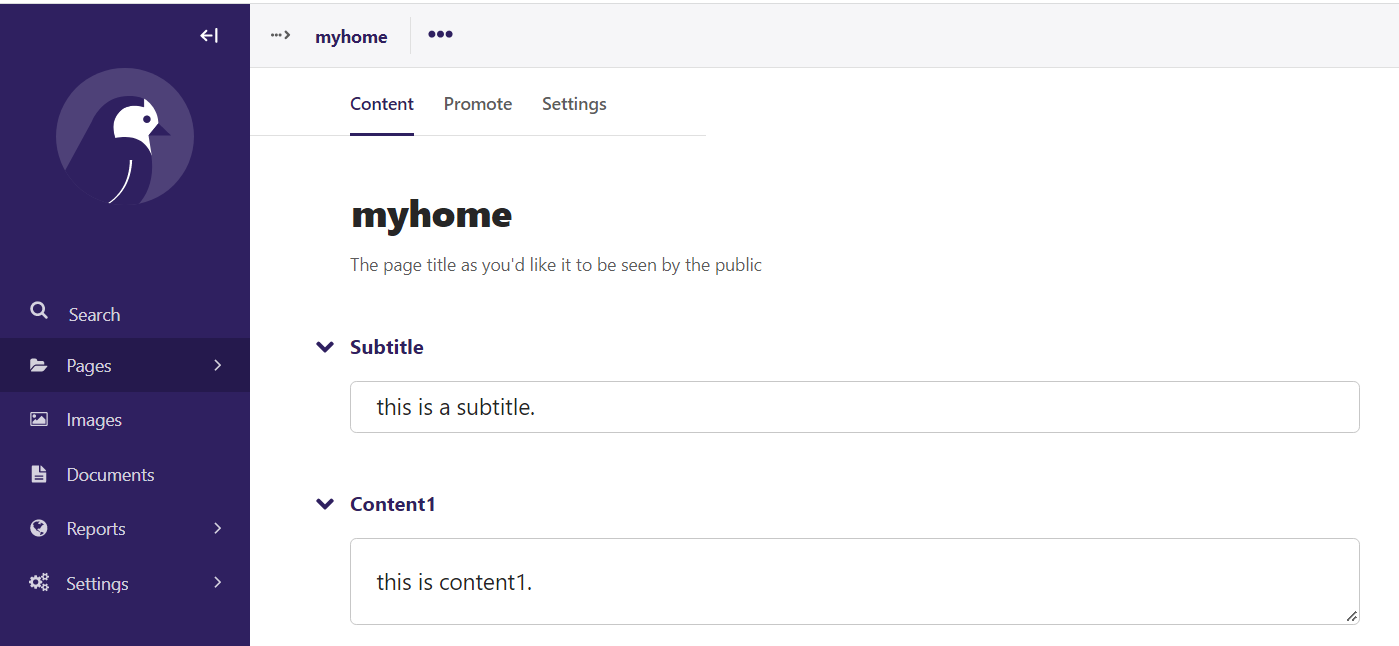 myhome
Content Promote Settings
myhome
The page title as you'd like it to be seen by the public
Search
Pages
Images
Documents
Reports
Settings
Subtitle
this is a subtitle.
Content1
this is content1.